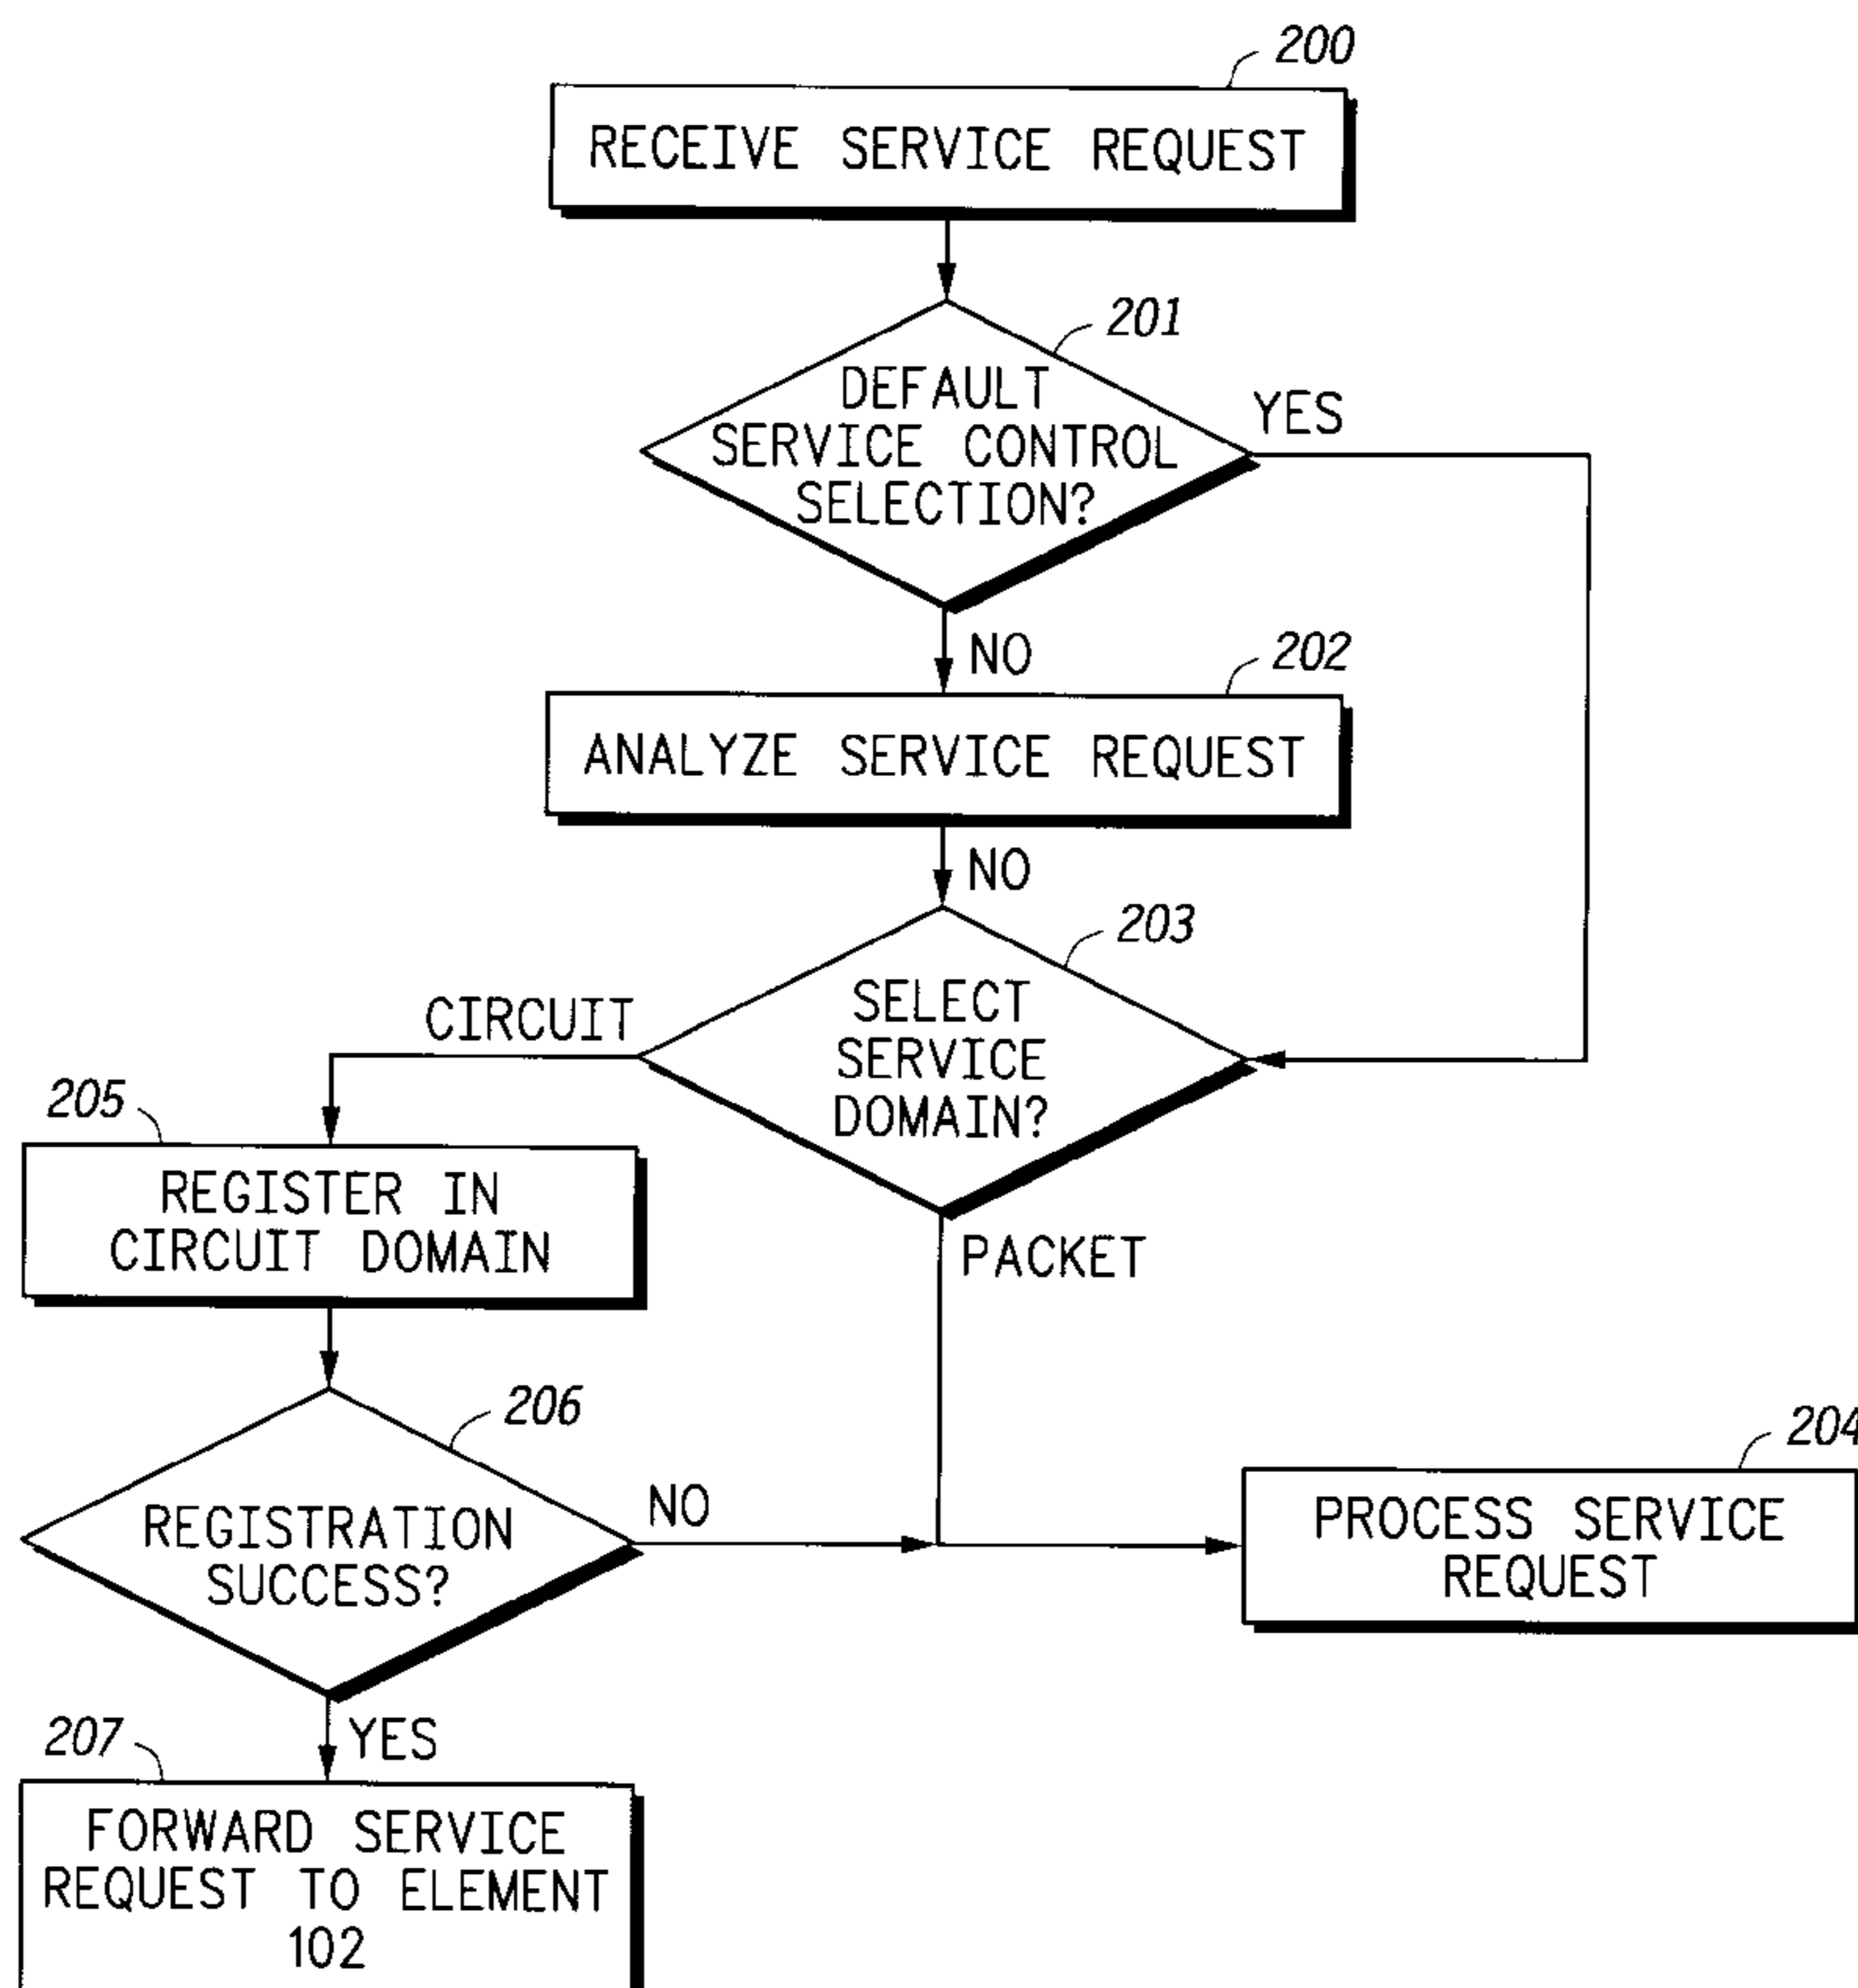 200
RECEIVE SERVICE REQUEST
201
DEFAULT
SERVICE CONTROL
SELECTION?
YES
NO
202
ANALYZE SERVICE REQUEST
NO
203
SELECT
SERVICE
DOMAIN?
CIRCUIT
PACKET
205
REGISTER IN
CIRCUIT DOMAIN
206
REGISTRATION
SUCCESS?
NO
204
PROCESS SERVICE
REQUEST
YES
207
FORWARD SERVICE
REQUEST TO ELEMENT
102